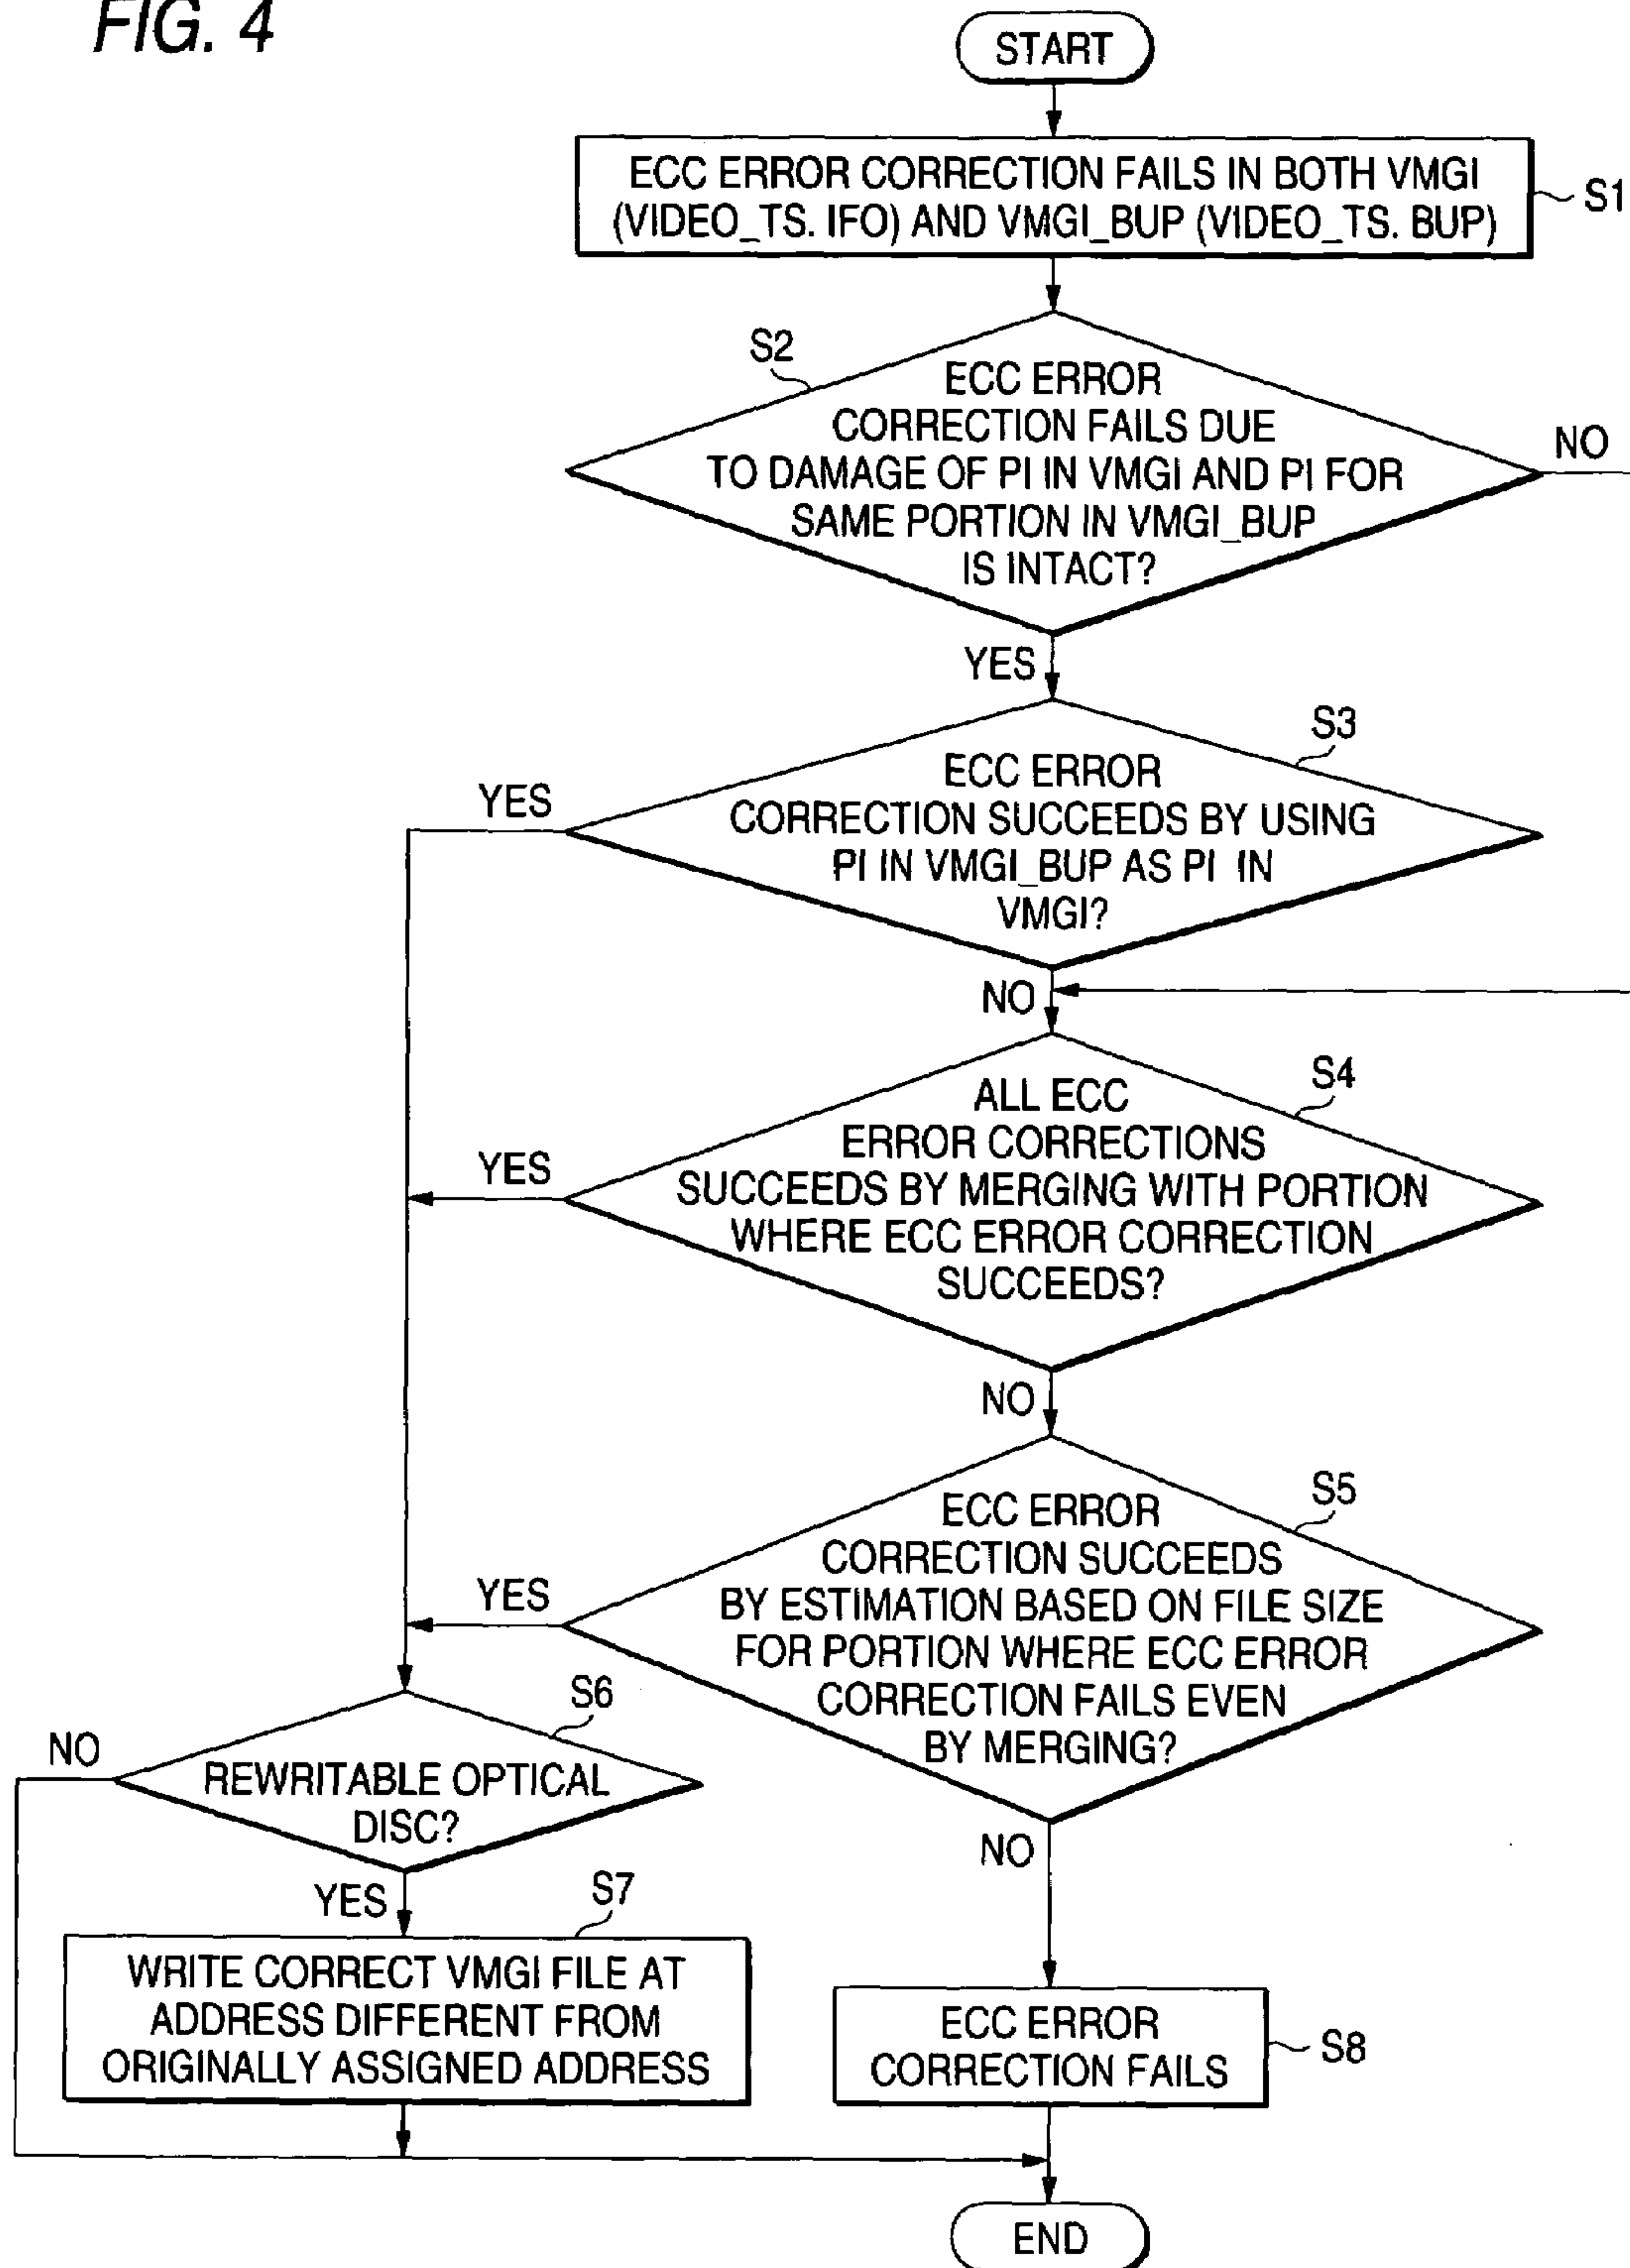 FIG. 4
START
ECC ERROR CORRECTION FAILS IN BOTH VMGI
(VIDEO_TS. IFO) AND VMGI_BUP (VIDEO_TS. BUP)
S1
S2
ECC ERROR
CORRECTION FAILS DUE
TO DAMAGE OF PI IN VMGI AND PI FOR
SAME PORTION IN VMGI_BUP
IS INTACT?
NO
YES
S3
ECC ERROR
CORRECTION SUCCEEDS BY USING
PI IN VMGI_BUP AS PI IN
VMGI?
YES
NO
S4
ALL ECC
ERROR CORRECTIONS
SUCCEEDS BY MERGING WITH PORTION
WHERE ECC ERROR CORRECTION
SUCCEEDS?
YES
NO
S5
ECC ERROR
CORRECTION SUCCEEDS
BY ESTIMATION BASED ON FILE SIZE
FOR PORTION WHERE ECC ERROR
CORRECTION FAILS EVEN
BY MERGING?
YES
NO
S6
REWRITABLE OPTICAL
DISC?
NO
YES
S7
WRITE CORRECT VMGI FILE AT
ADDRESS DIFFERENT FROM
ORIGINALLY ASSIGNED ADDRESS
ECC ERROR
CORRECTION FAILS
S8
END